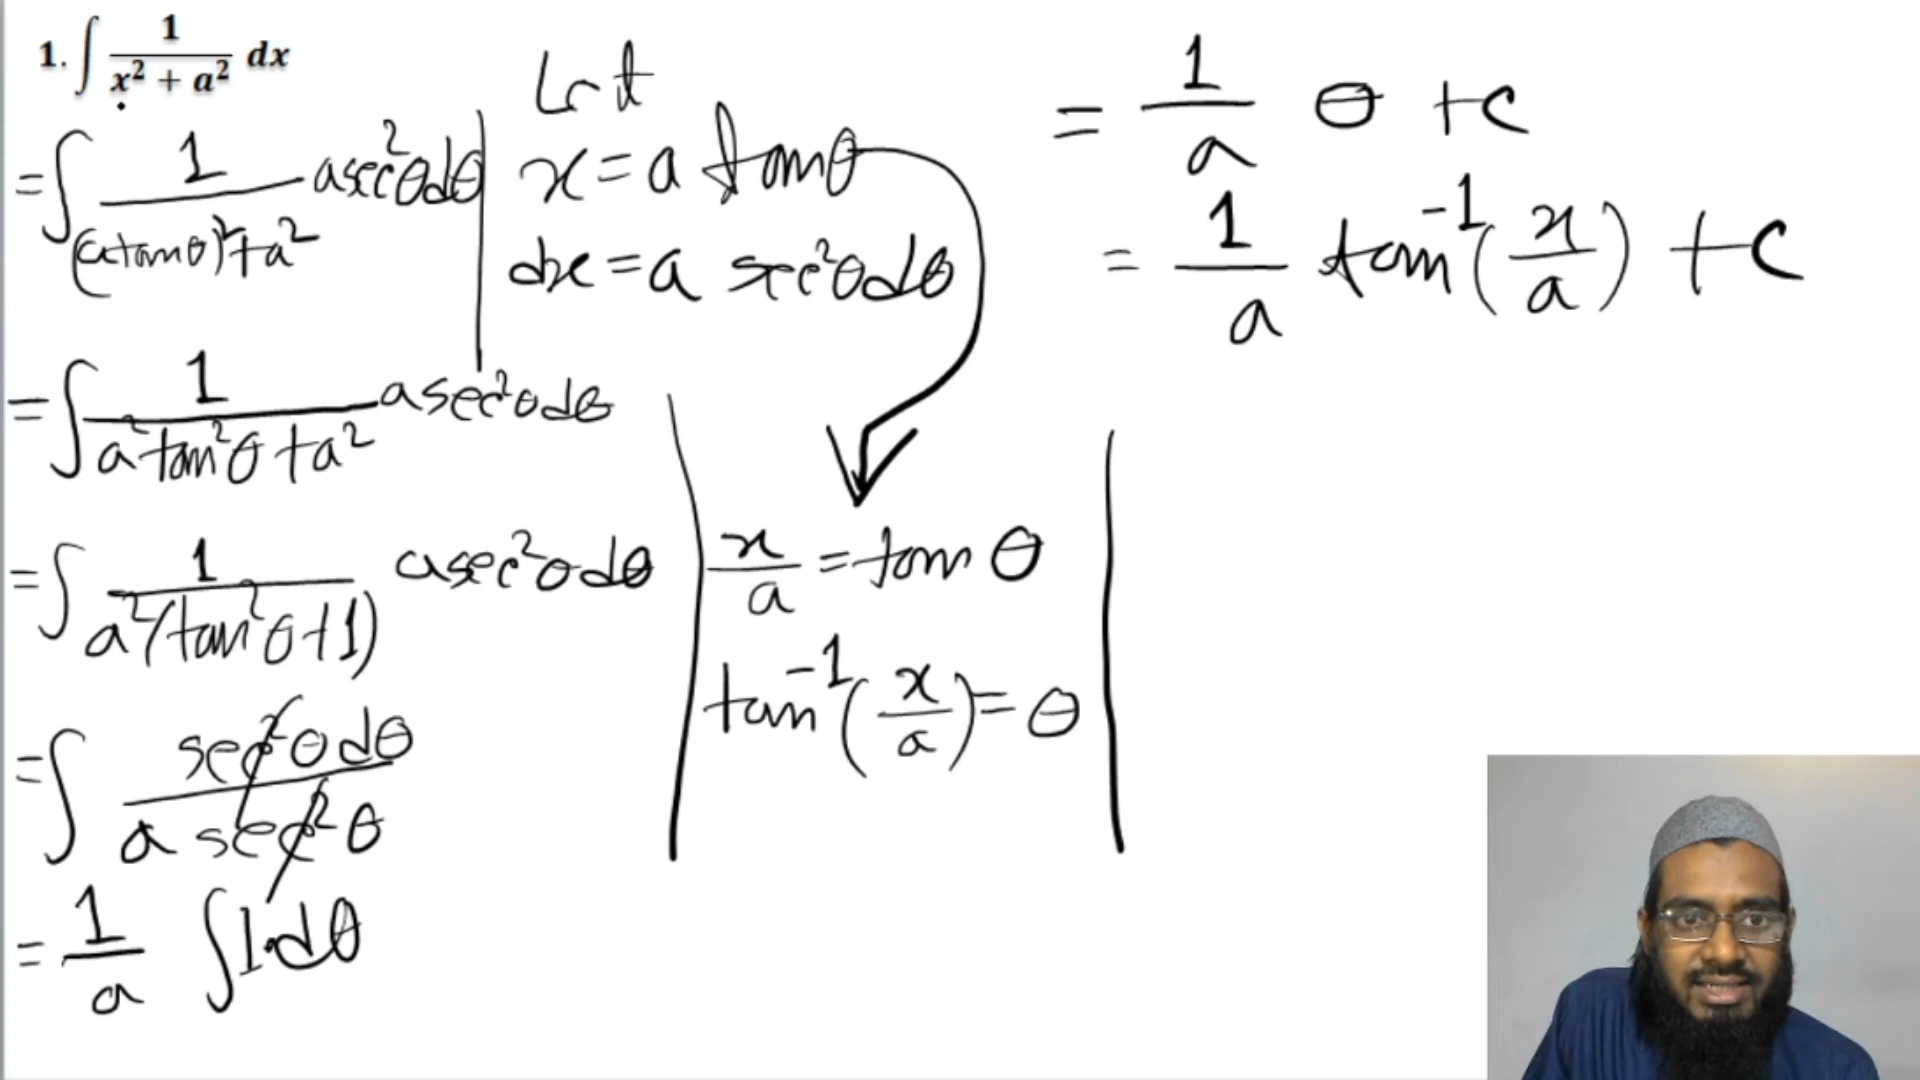 1. ∫ 1/(x² + a²) dx
= ∫ 1/((a tanθ)² + a²) a sec²θ dθ
= ∫ 1/(a² tan²θ + a²) a sec²θ dθ
= ∫ 1/(a² (tan²θ + 1)) a sec²θ dθ
= ∫ sec²θ dθ / (a sec²θ)
= 1/a ∫ 1·dθ
Let
x = a tanθ
dx = a sec²θ dθ
x/a = tan θ
tan⁻¹(x/a) = θ
= 1/a θ + c
= 1/a tan⁻¹(x/a) + c